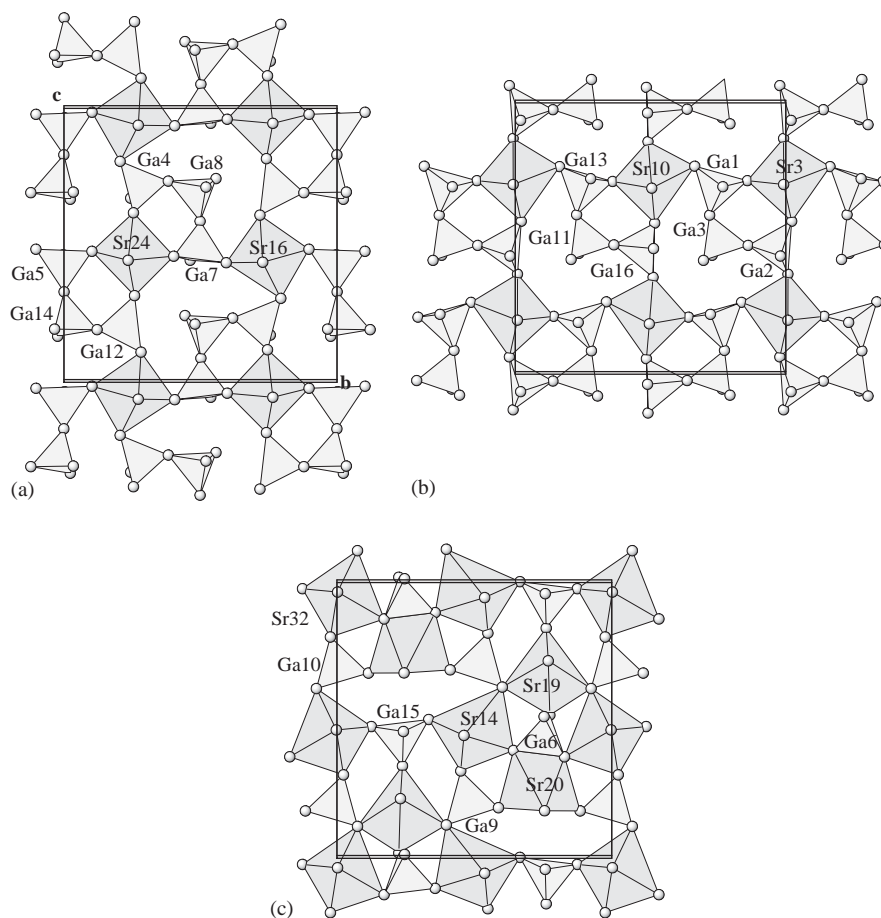 c
Ga4 Ga8
Sr24 Sr16
Ga5 Ga7
Ga14
Ga12
b
(a)
Ga13 Sr10 Ga1 Sr3
Ga11 Ga3
Ga16 Ga2
(b)
Sr32
Ga10
Sr19
Ga15 Sr14
Ga6
Sr20
Ga9
(c)